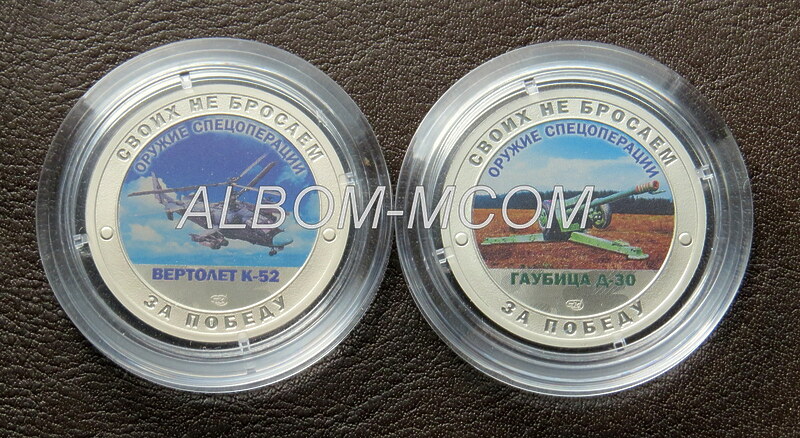 СВОИХ НЕ БРОСАЕМ
ОРУЖИЕ СПЕЦОПЕРАЦИИ
ВЕРТОЛЕТ К-52
ЗА ПОБЕДУ
СВОИХ НЕ БРОСАЕМ
ОРУЖИЕ СПЕЦОПЕРАЦИИ
ГАУБИЦА Д-30
ЗА ПОБЕДУ
ALBOM-MCOM